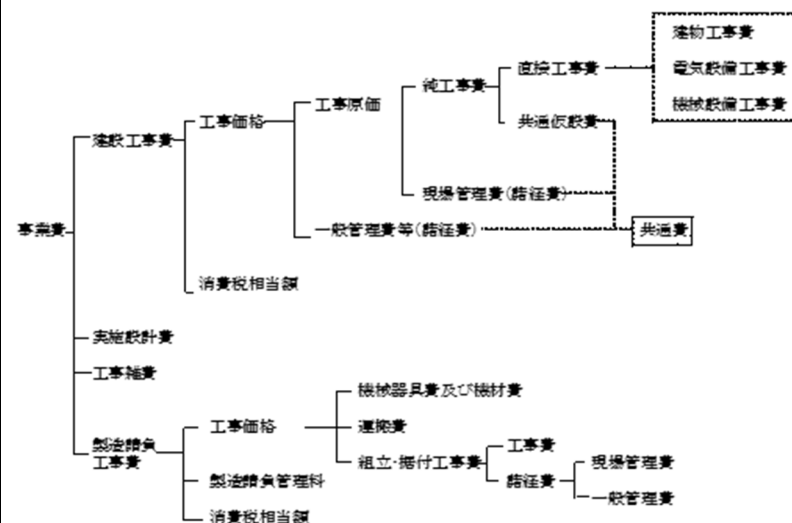 建物工事費
電気設備工事費
機械設備工事費
直接工事費
純工事費
共通仮設費
工事原価
工事価格
建設工事費
現場管理費(諸経費)
事業費
一般管理費等(諸経費)
共通費
消費税相当額
実施設計費
工事雑費
機械器具費及び機材費
工事価格
運搬費
製造請負
工事費
組立・据付工事費
工事費
諸経費
現場管理費
一般管理費
製造請負管理料
消費税相当額